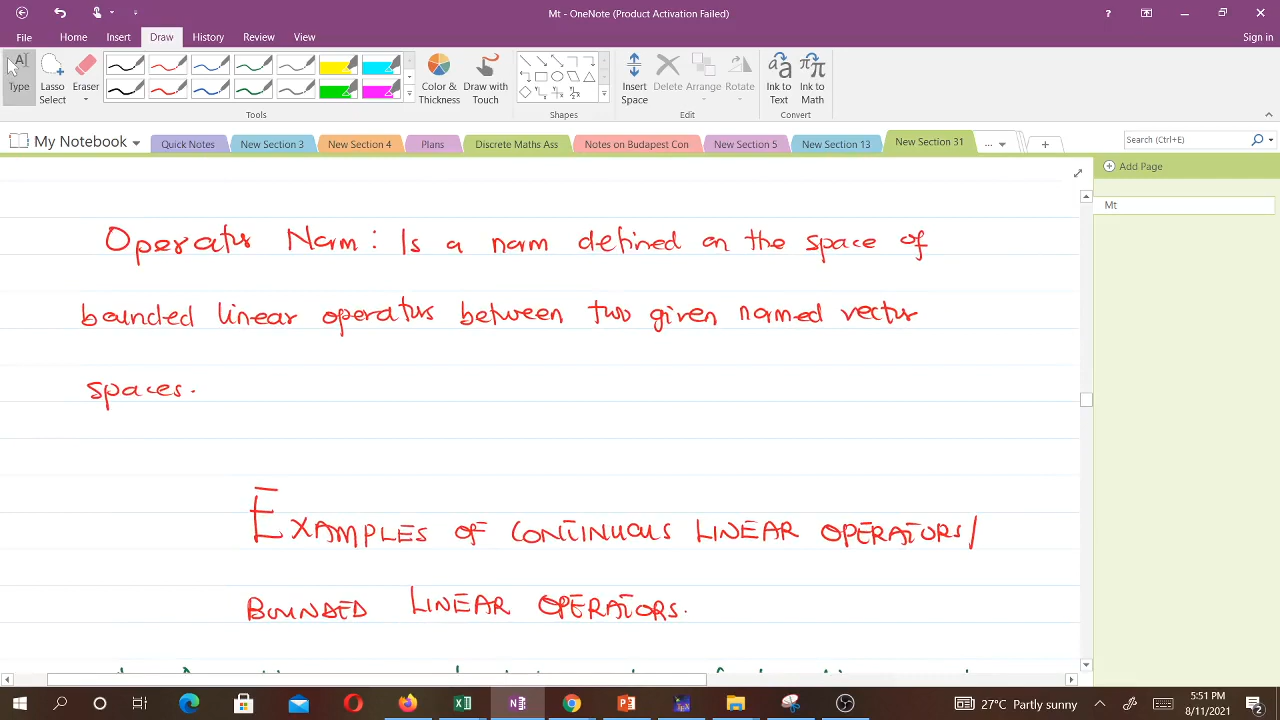 Mt - OneNote (Product Activation Failed)
File Home Insert Draw History Review View
Sign in
Type
Lasso Select
Eraser
Color & Thickness
Draw with Touch
Insert Space
Delete
Arrange
Rotate
Ink to Text
Ink to Math
Tools
Shapes
Edit
Convert
My Notebook
Quick Notes
New Section 3
New Section 4
Plans
Discrete Maths Ass
Notes on Budapest Con
New Section 5
New Section 13
New Section 31
...
Search (Ctrl+E)
Add Page
Mt
Operator Norm : Is a norm defined on the space of
bounded linear operators between two given normed vector
spaces.
EXAMPLES OF CONTINUOUS LINEAR OPERATORS/
BOUNDED LINEAR OPERATORS.
27°C Partly sunny
5:51 PM
8/11/2021